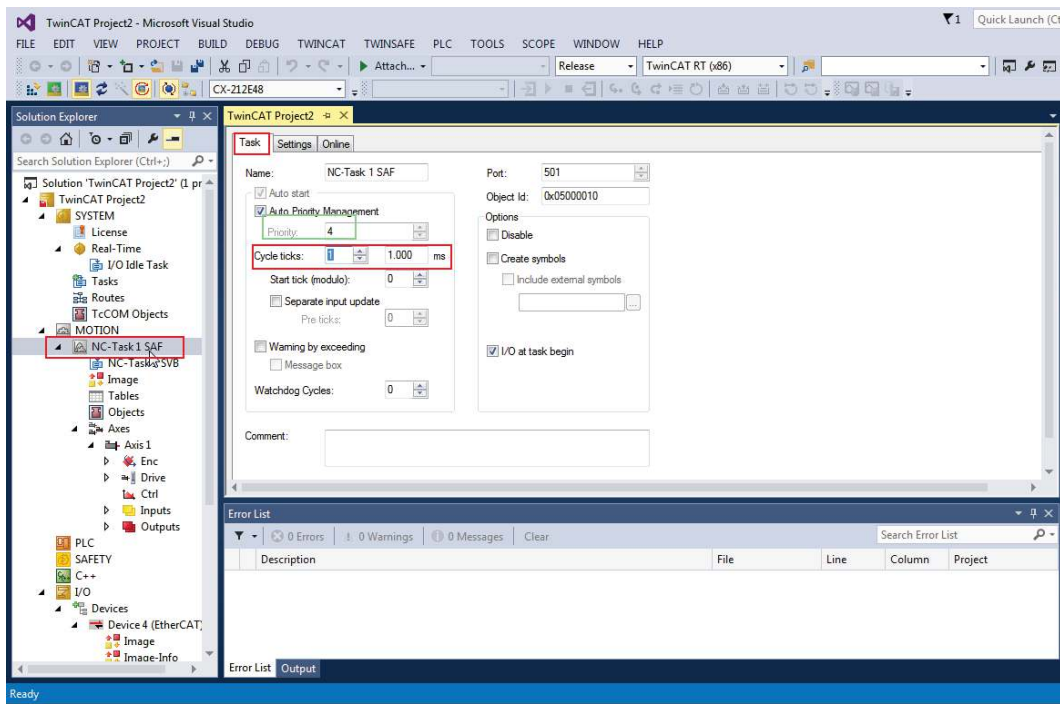 TwinCAT Project2 - Microsoft Visual Studio
1
Quick Launch (Ct
FILE EDIT VIEW PROJECT BUILD DEBUG TWINCAT TWINSAFE PLC TOOLS SCOPE WINDOW HELP
Attach... Release TwinCAT RT (x86)
CX-212E48
Solution Explorer
Search Solution Explorer (Ctrl+;)
Solution 'TwinCAT Project2' (1 pr
TwinCAT Project2
SYSTEM
License
Real-Time
I/O Idle Task
Tasks
Routes
TcCOM Objects
MOTION
NC-Task 1 SAF
NC-Task SVB
Image
Tables
Objects
Axes
Axis 1
Enc
Drive
Ctrl
Inputs
Outputs
PLC
SAFETY
C++
I/O
Devices
Device 4 (EtherCAT)
Image
Image-Info
TwinCAT Project2
Task Settings Online
Name: NC-Task 1 SAF
Auto start
Auto Priority Management
Priority: 4
Cycle ticks: 1 1.000 ms
Start tick (modulo): 0
Separate input update
Pre ticks: 0
Warning by exceeding
Message box
Watchdog Cycles: 0
Port: 501
Object Id: 0x05000010
Options
Disable
Create symbols
Include external symbols
...
I/O at task begin
Comment:
Error List
0 Errors 0 Warnings 0 Messages Clear
Search Error List
Description File Line Column Project
Error List Output
Ready